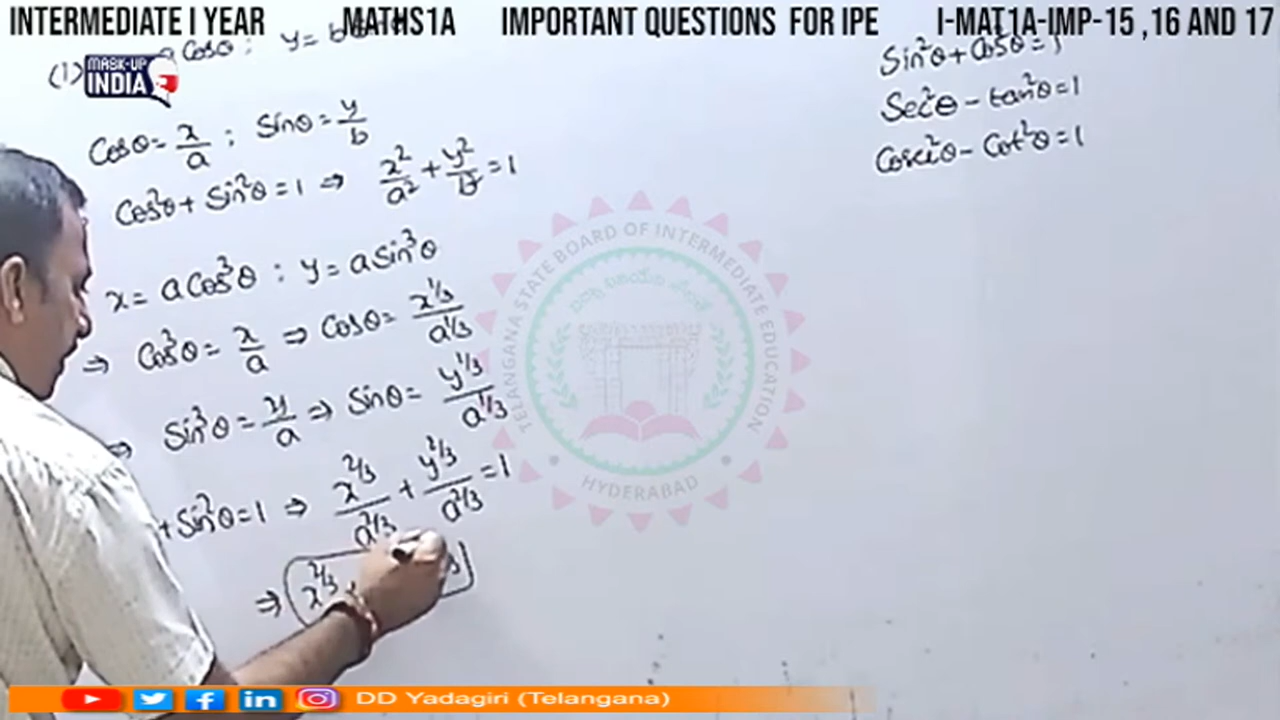 INTERMEDIATE I YEAR MATHS1A IMPORTANT QUESTIONS FOR IPE I-MAT1A-IMP-15 ,16 AND 17
MASK-UP
INDIA
(1) Cosθ : y = b
Cosθ = x/a ; Sinθ = y/b
Cos²θ + Sin²θ = 1 ⇒ x²/a² + y²/b² = 1
x = a Cos³θ : y = a Sin³θ
⇒ Cos³θ = x/a ⇒ Cosθ = x^1/3 / a^1/3
⇒ Sin³θ = y/a ⇒ Sinθ = y^1/3 / a^1/3
+ Sin²θ = 1 ⇒ x^2/3 / a^2/3 + y^2/3 / a^2/3 = 1
⇒ x^2/3
Sin²θ + Cos²θ = 1
Sec²θ - tan²θ = 1
Cosec²θ - Cot²θ = 1
TELANGANA STATE BOARD OF INTERMEDIATE EDUCATION
HYDERABAD
DD Yadagiri (Telangana)